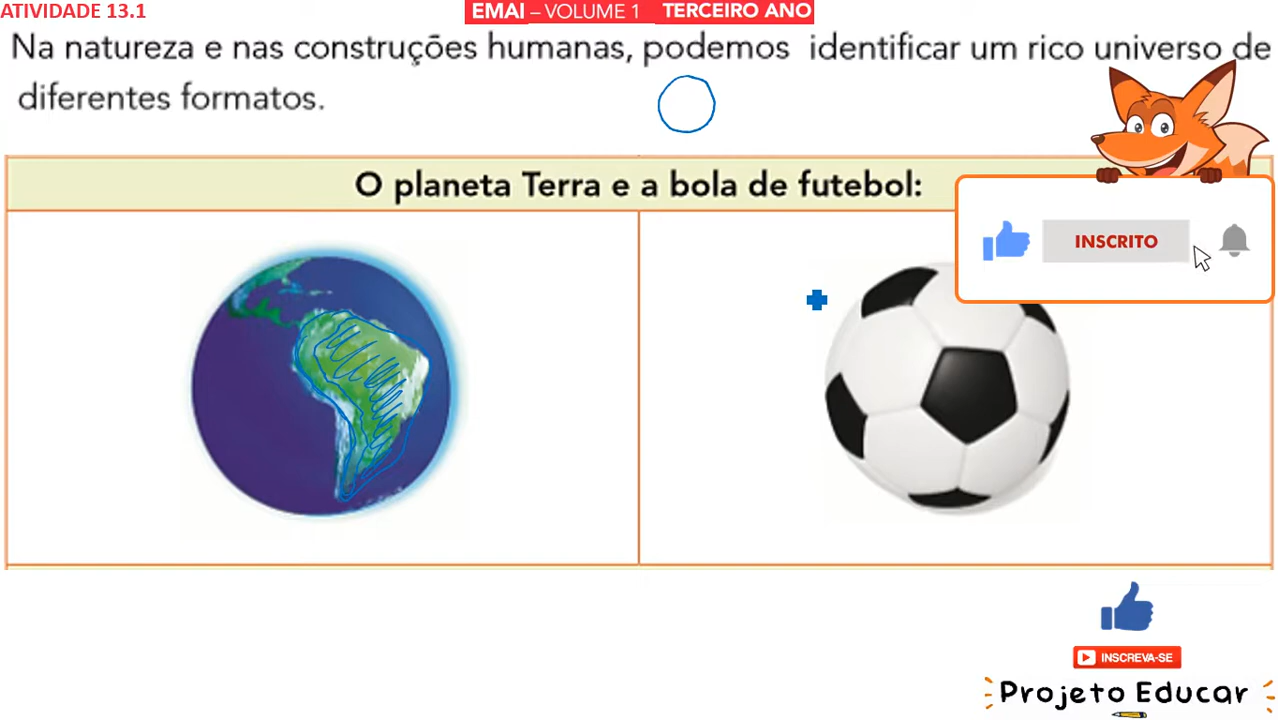 ATIVIDADE 13.1
EMAI – VOLUME 1 TERCEIRO ANO
Na natureza e nas construções humanas, podemos identificar um rico universo de
diferentes formatos.
O planeta Terra e a bola de futebol:
INSCRITO
INSCREVA-SE
Projeto Educar